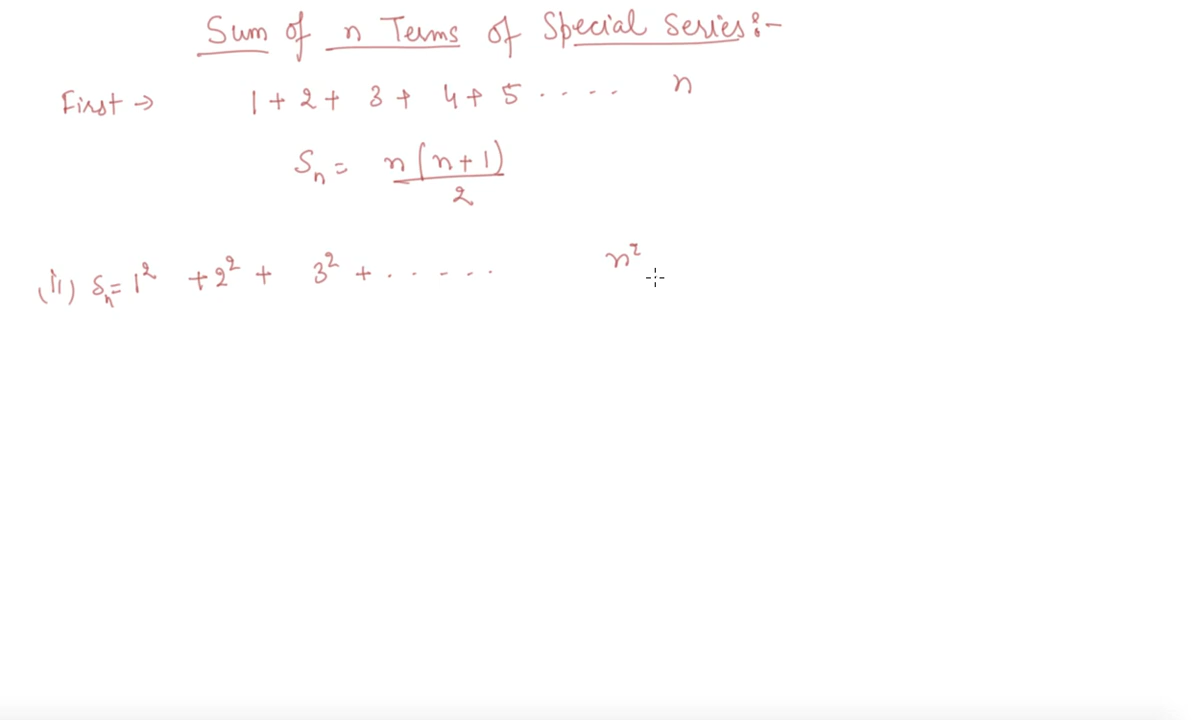 Sum of n Terms of Special Series:-
First → 1 + 2 + 3 + 4 + 5 . . . . n
Sn = n(n+1)/2
(ii) Sn = 1² + 2² + 3² + . . . . . n²